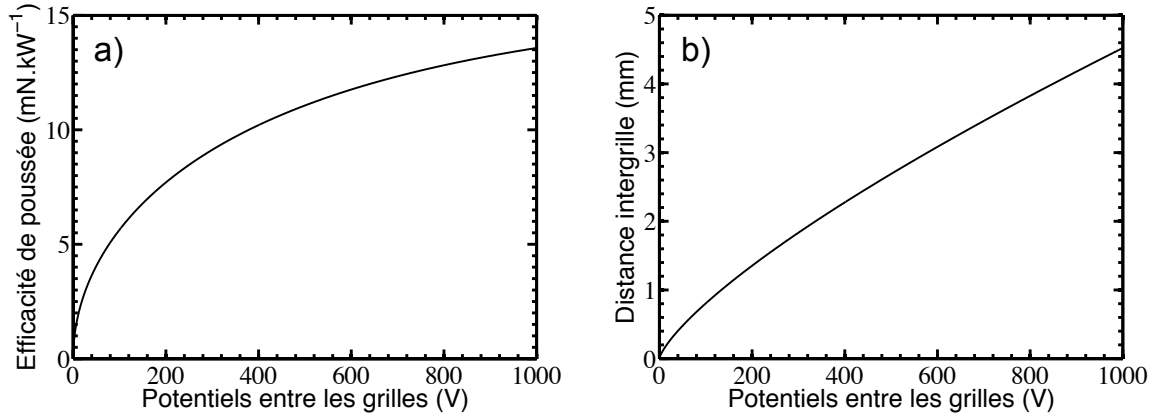 a)
Efficacité de poussée (mN.kW⁻¹)
15
10
5
0
0 200 400 600 800 1000
Potentiels entre les grilles (V)
b)
Distance intergrille (mm)
5
4
3
2
1
0
0 200 400 600 800 1000
Potentiels entre les grilles (V)